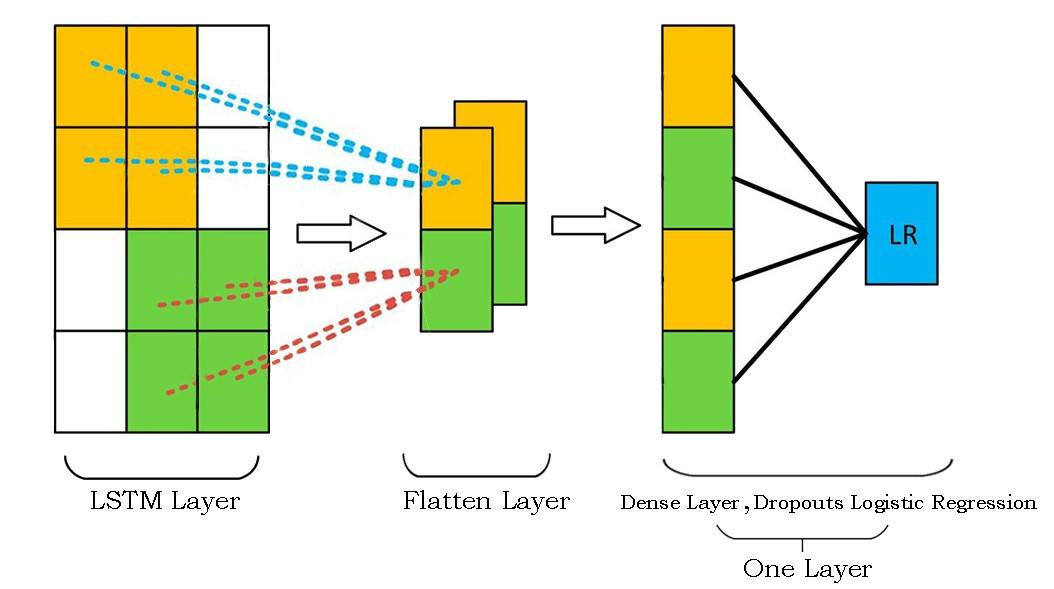 LR
LSTM Layer
Flatten Layer
Dense Layer,Dropouts Logistic Regression
One Layer